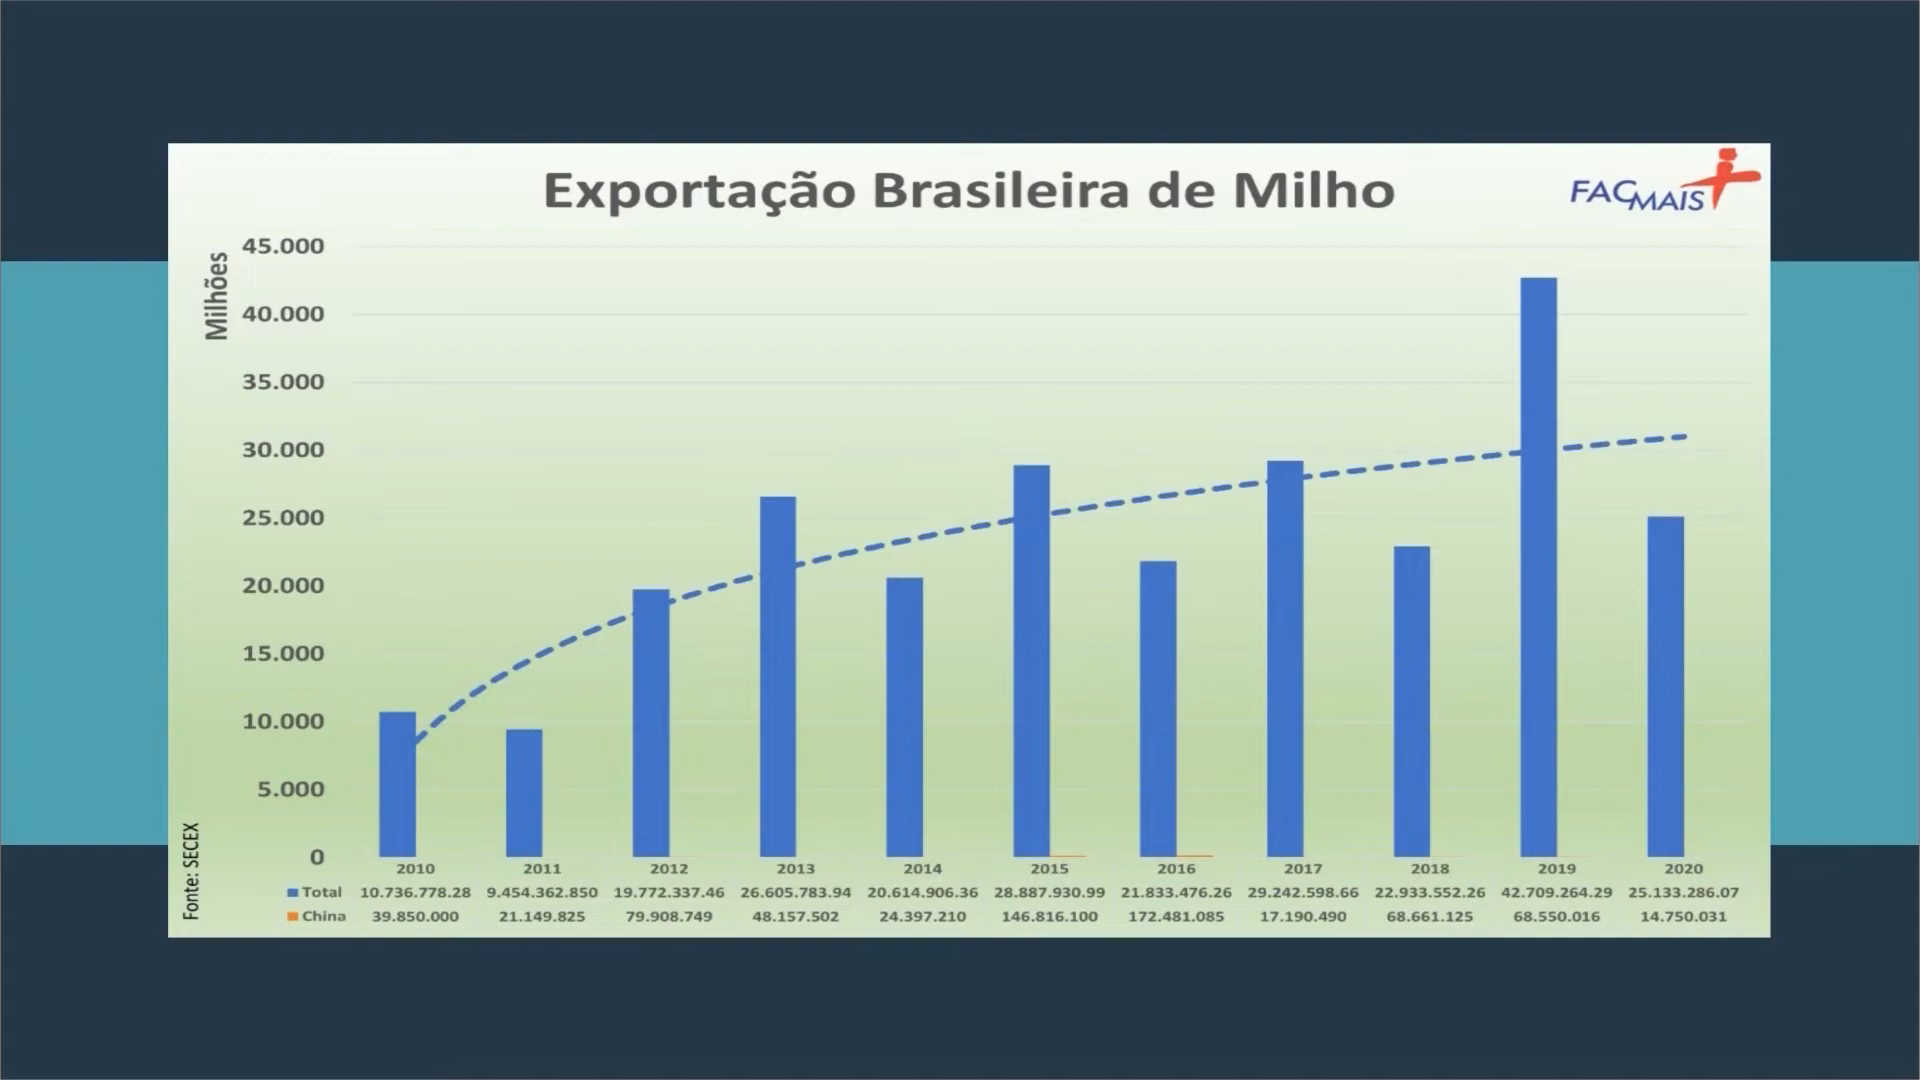 Exportação Brasileira de Milho
FACMAIS
Milhões
45.000
40.000
35.000
30.000
25.000
20.000
15.000
10.000
5.000
0
Fonte: SECEX
2010 2011 2012 2013 2014 2015 2016 2017 2018 2019 2020
Total 10.736.778.28 9.454.362.850 19.772.337.46 26.605.783.94 20.614.906.36 28.887.930.99 21.833.476.26 29.242.598.66 22.933.552.26 42.709.264.29 25.133.286.07
China 39.850.000 21.149.825 79.908.749 48.157.502 24.397.210 146.816.100 172.481.085 17.190.490 68.661.125 68.550.016 14.750.031